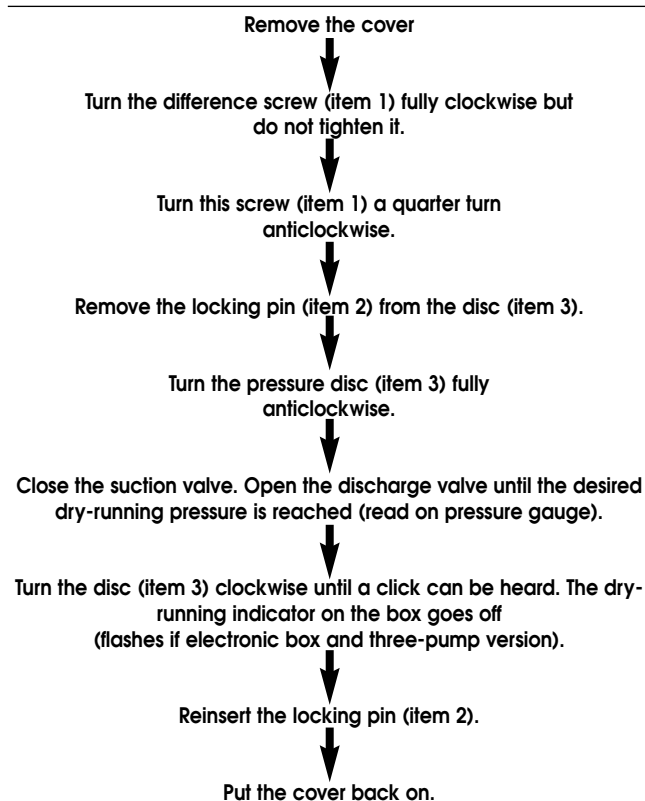 Remove the cover
Turn the difference screw (item 1) fully clockwise but
do not tighten it.
Turn this screw (item 1) a quarter turn
anticlockwise.
Remove the locking pin (item 2) from the disc (item 3).
Turn the pressure disc (item 3) fully
anticlockwise.
Close the suction valve. Open the discharge valve until the desired
dry-running pressure is reached (read on pressure gauge).
Turn the disc (item 3) clockwise until a click can be heard. The dry-
running indicator on the box goes off
(flashes if electronic box and three-pump version).
Reinsert the locking pin (item 2).
Put the cover back on.